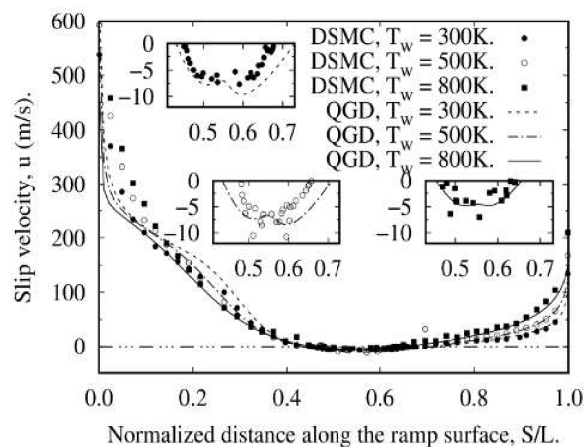 600
500
400
300
200
100
0
Slip velocity, u (m/s).
0
−5
−10
0.5 0.6 0.7
DSMC, T_W = 300K.
DSMC, T_W = 500K.
DSMC, T_W = 800K.
QGD, T_W = 300K.
QGD, T_W = 500K.
QGD, T_W = 800K.
0
−5
−10
0.5 0.6 0.7
0
−5
−10
0.5 0.6 0.7
0.0 0.2 0.4 0.6 0.8 1.0
Normalized distance along the ramp surface, S/L.